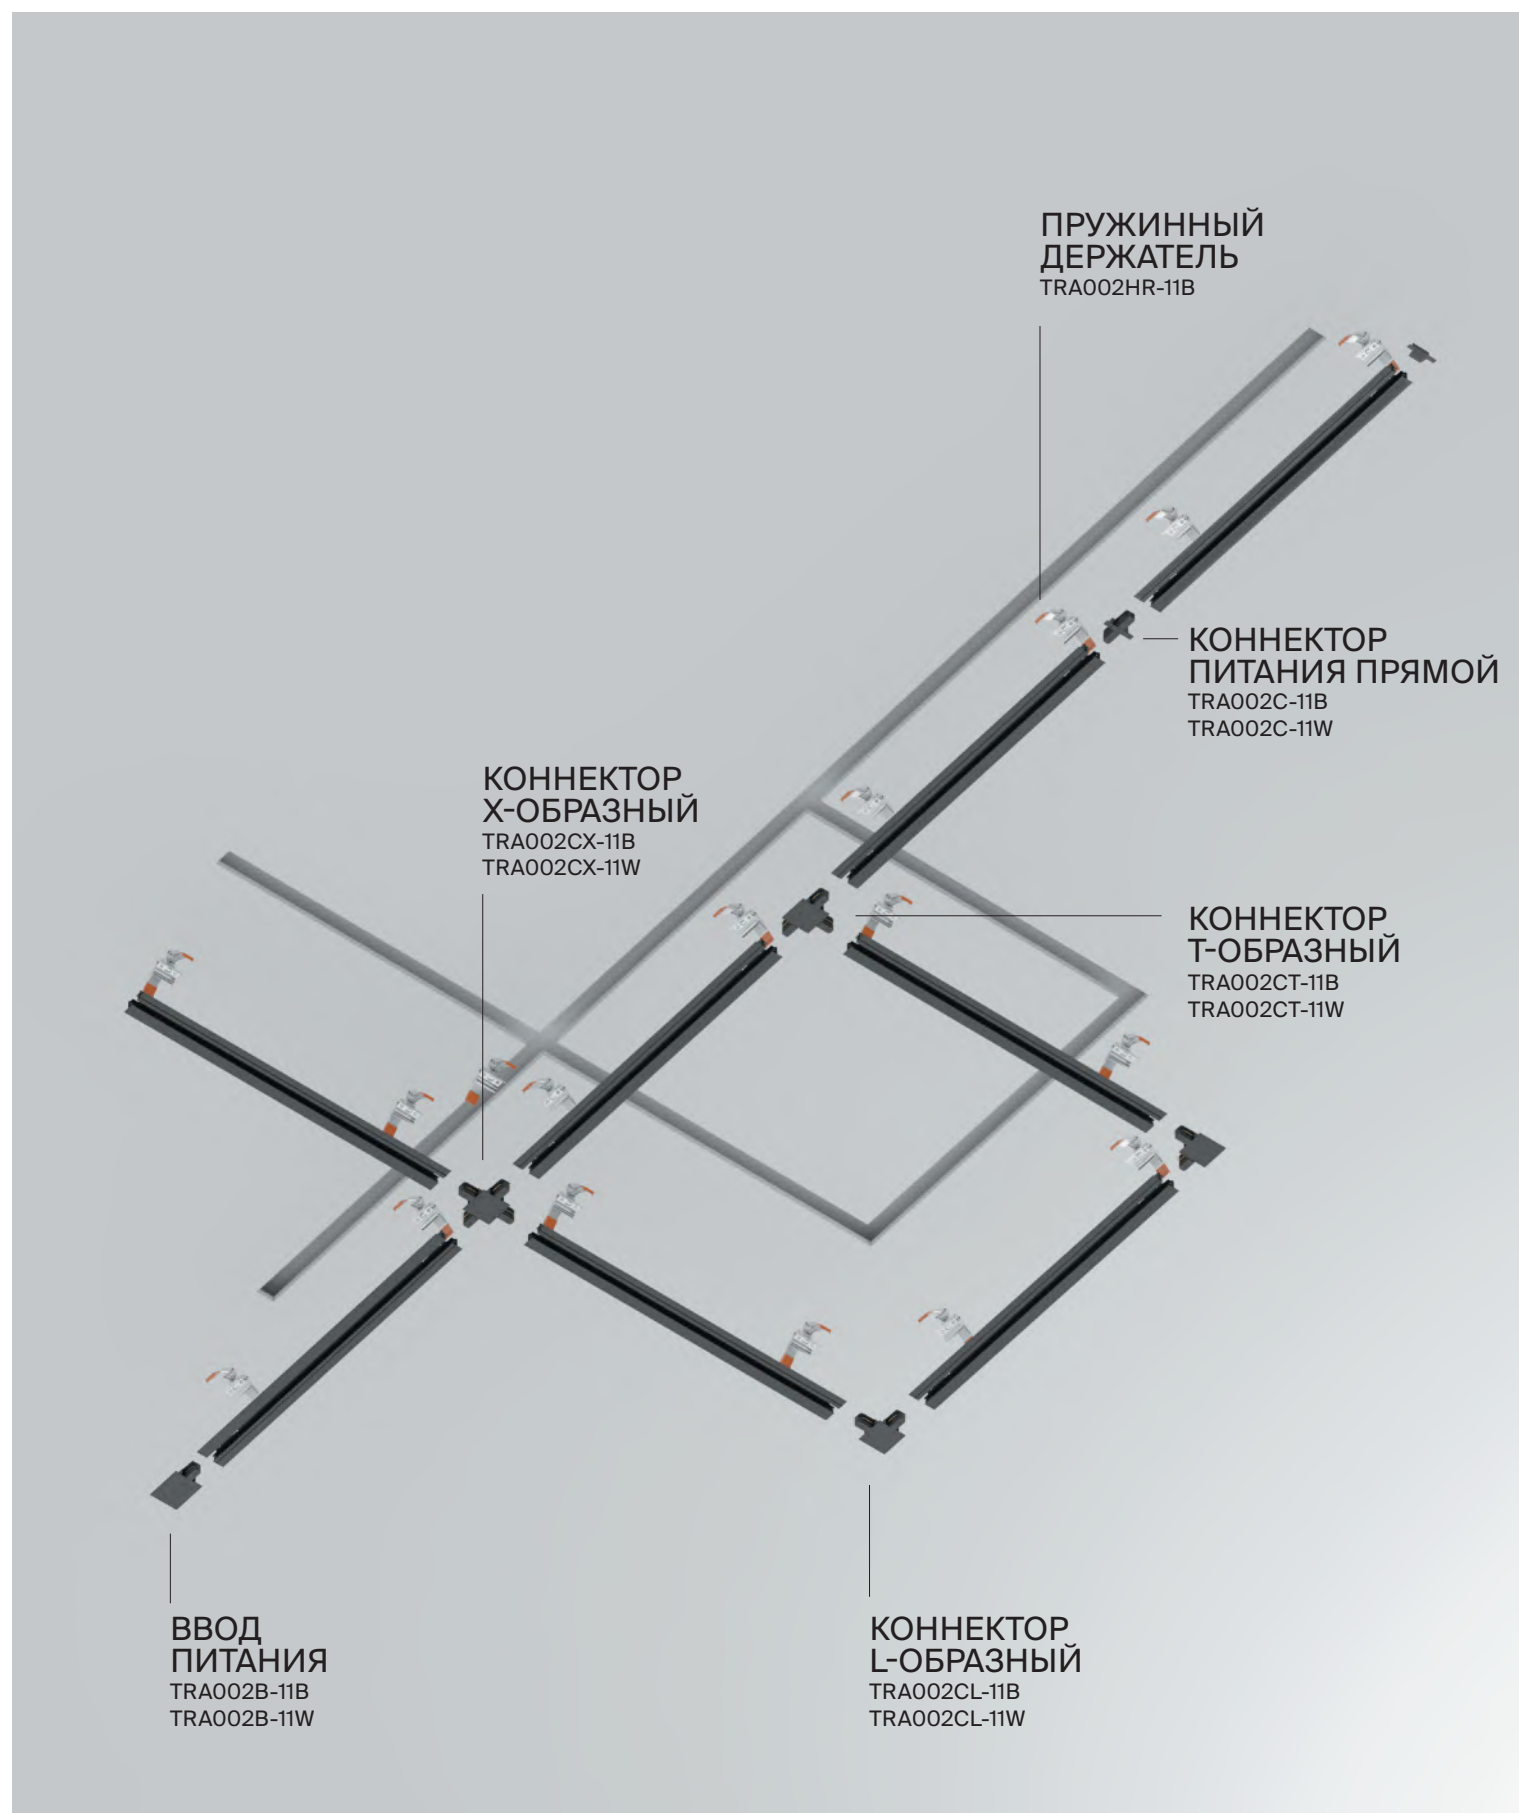 ПРУЖИННЫЙ
ДЕРЖАТЕЛЬ
TRA002HR-11B
КОННЕКТОР
ПИТАНИЯ ПРЯМОЙ
TRA002C-11B
TRA002C-11W
КОННЕКТОР
X-ОБРАЗНЫЙ
TRA002CX-11B
TRA002CX-11W
КОННЕКТОР
T-ОБРАЗНЫЙ
TRA002CT-11B
TRA002CT-11W
ВВОД
ПИТАНИЯ
TRA002B-11B
TRA002B-11W
КОННЕКТОР
L-ОБРАЗНЫЙ
TRA002CL-11B
TRA002CL-11W